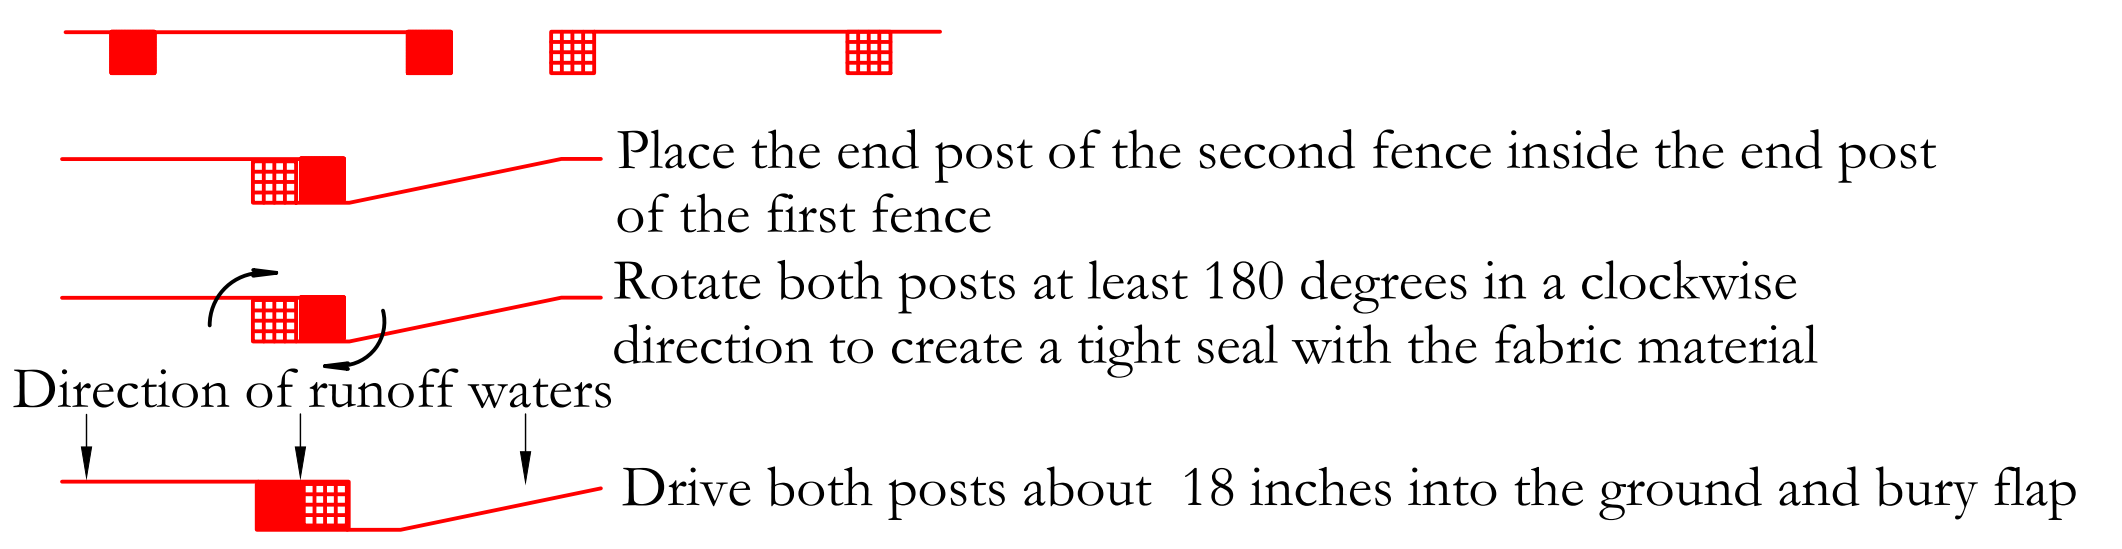 Place the end post of the second fence inside the end post
of the first fence
Rotate both posts at least 180 degrees in a clockwise
direction to create a tight seal with the fabric material
Direction of runoff waters
Drive both posts about 18 inches into the ground and bury flap